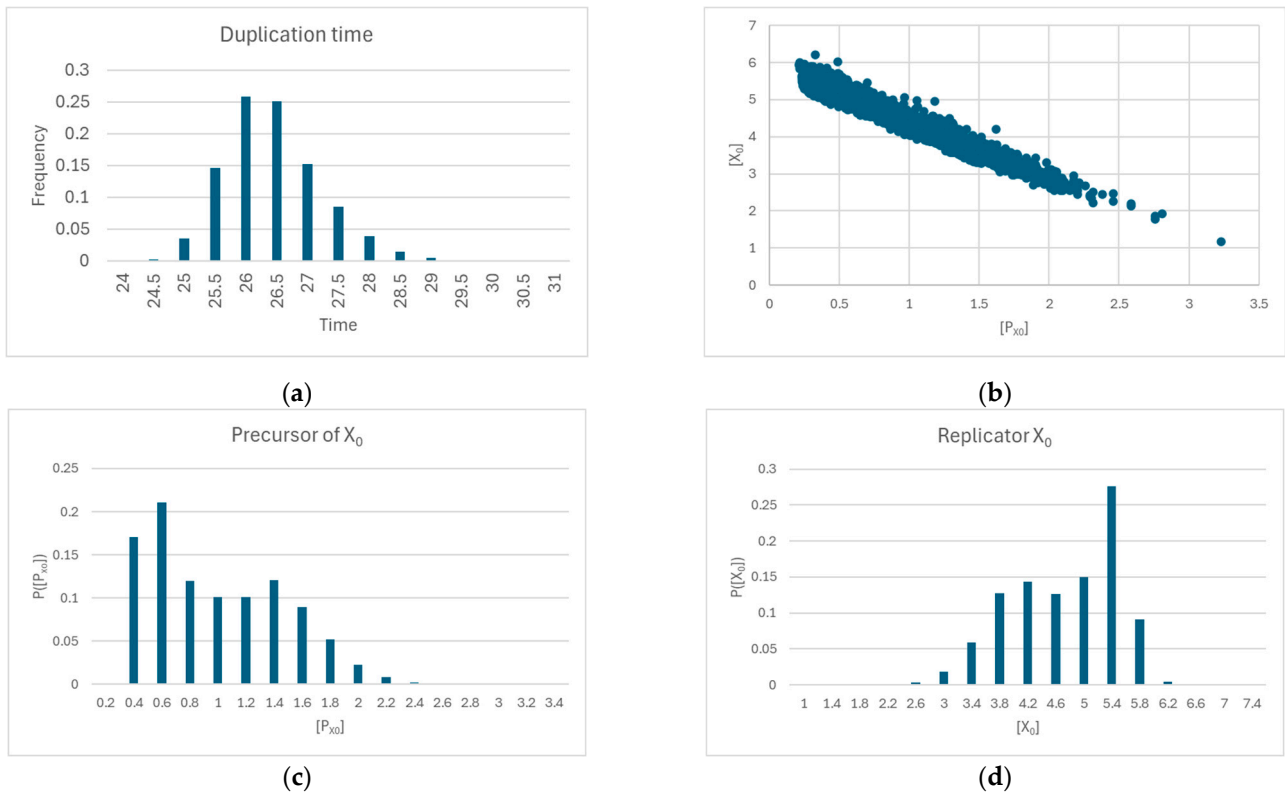 Duplication time
0.3
0.25
0.2
0.15
0.1
0.05
0
Frequency
24 24.5 25 25.5 26 26.5 27 27.5 28 28.5 29 29.5 30 30.5 31
Time
(a)
7
6
5
4
3
2
1
0
[X₀]
0 0.5 1 1.5 2 2.5 3 3.5
[P_X0]
(b)
Precursor of X₀
0.25
0.2
0.15
0.1
0.05
0
P([P_X0])
0.2 0.4 0.6 0.8 1 1.2 1.4 1.6 1.8 2 2.2 2.4 2.6 2.8 3 3.2 3.4
[P_X0]
(c)
Replicator X₀
0.3
0.25
0.2
0.15
0.1
0.05
0
P([X₀])
1 1.4 1.8 2.2 2.6 3 3.4 3.8 4.2 4.6 5 5.4 5.8 6.2 6.6 7 7.4
[X₀]
(d)